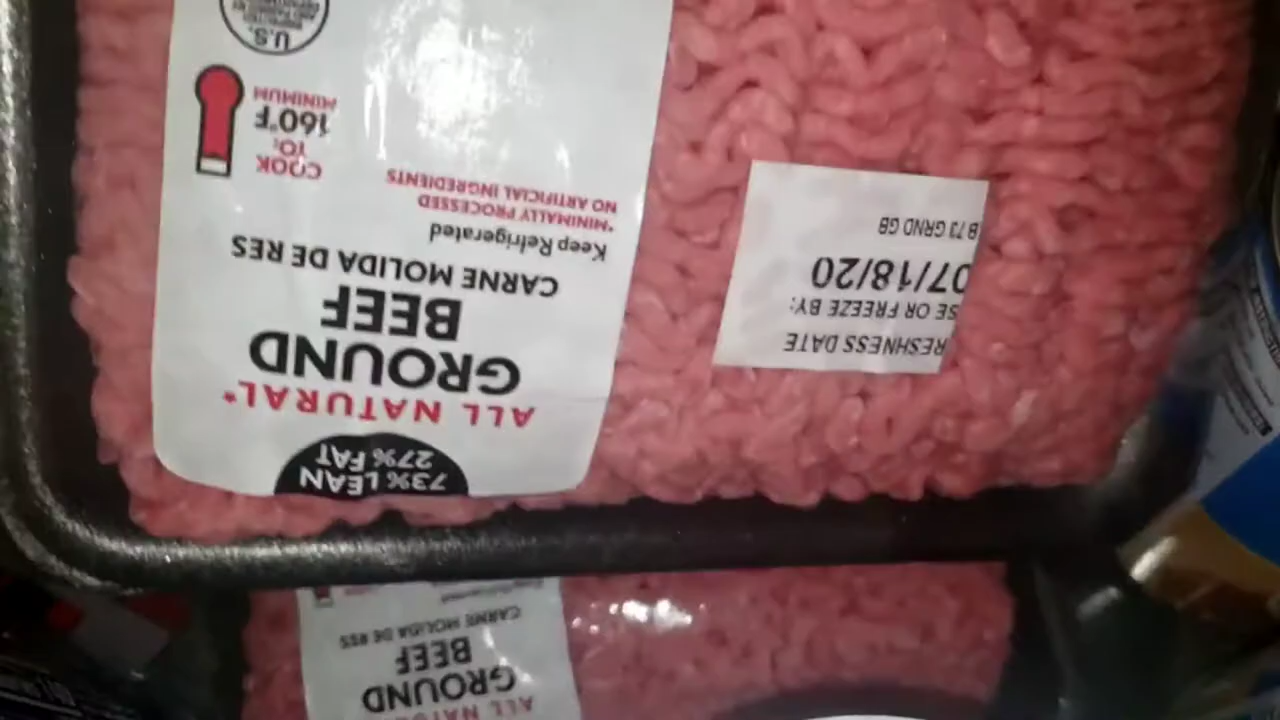 73% LEAN
27% FAT
ALL NATURAL*
GROUND
BEEF
CARNE MOLIDA DE RES
Keep Refrigerated
*MINIMALLY PROCESSED
NO ARTIFICIAL INGREDIENTS
COOK
TO:
160°F
MINIMUM
U.S.
RESHNESS DATE
SE OR FREEZE BY:
07/18/20
B 73 GRND GB
ALL NATU
GROUND
BEEF
CARNE MOLIDA DE RES